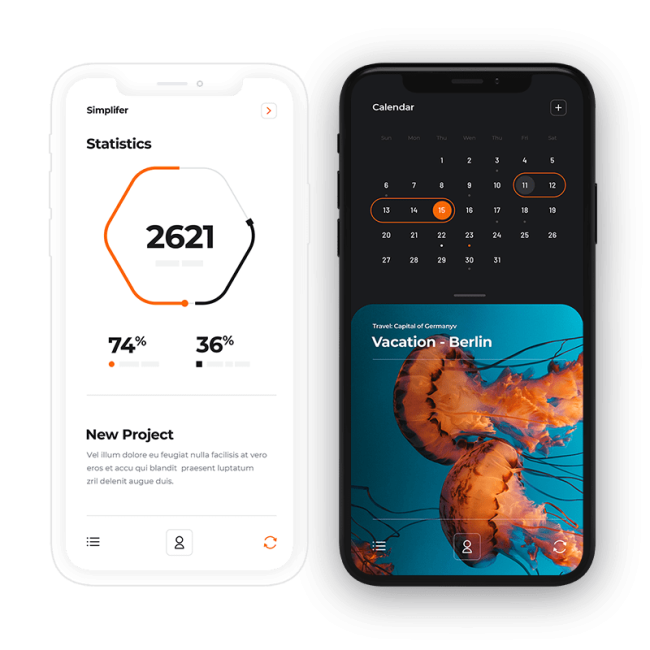 Simplifer
Statistics
2621
74%
36%
New Project
Vel illum dolore eu feugiat nulla facilisis at vero
eros et accu qui blandit praesent luptatum
zril delenit augue duis.
Calendar
Sun Mon Thu Wed Thu Fri Sat
1 2 3 4 5
6 7 8 9 10 11 12
13 14 15 16 17 18 19
20 21 22 23 24 25 26
27 28 29 30 31
Travel: Capital of Germanyv
Vacation - Berlin